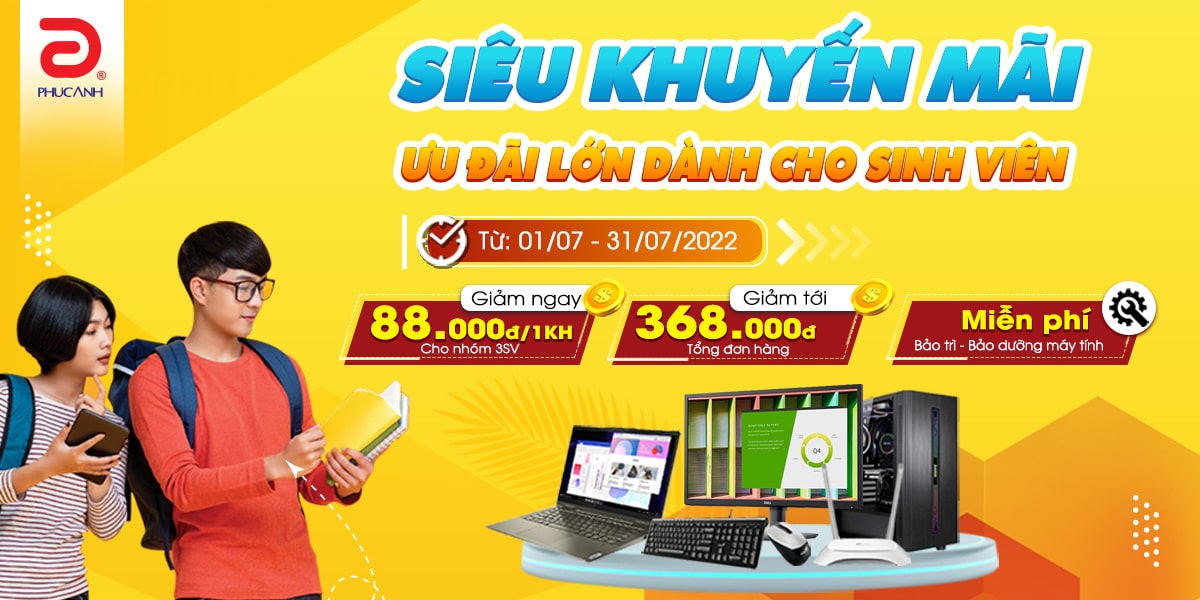 PHUCANH®
SIÊU KHUYẾN MÃI
ƯU ĐÃI LỚN DÀNH CHO SINH VIÊN
Từ: 01/07 - 31/07/2022
Giảm ngay
88.000đ/1KH
Cho nhóm 3SV
Giảm tới
368.000đ
Tổng đơn hàng
Miễn phí
Bảo trì - Bảo dưỡng máy tính
Q4
DELL